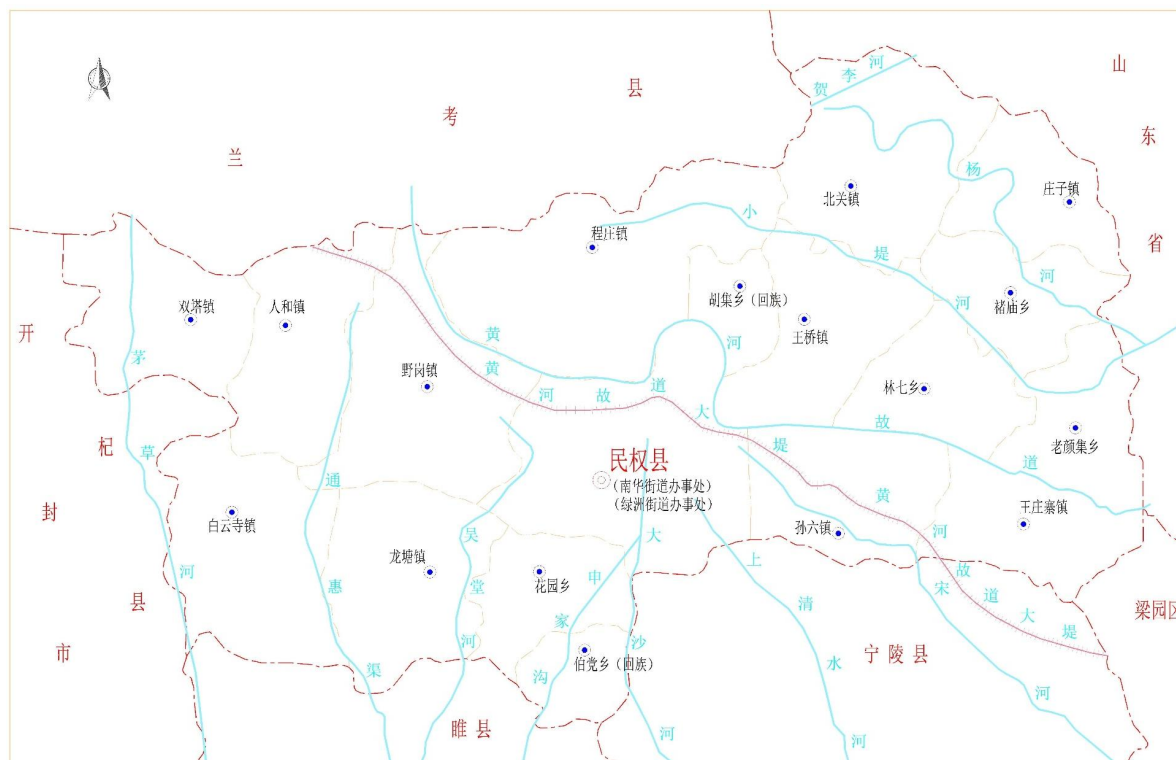 兰考县
山东省
开封市
杞县
睢县
宁陵县
梁园区
民权县
(南华街道办事处)
(绿洲街道办事处)
双塔镇
人和镇
野岗镇
程庄镇
胡集乡(回族)
王桥镇
北关镇
庄子镇
褚庙乡
林七乡
老颜集乡
王庄寨镇
孙六镇
白云寺镇
龙塘镇
花园乡
伯党乡(回族)
贺李河
杨河
小堤河
黄河故道
黄河故道大堤
黄河故道大堤
茅草河
通惠渠
吴堂河
申家沟
大沙河
上清水河
宋河